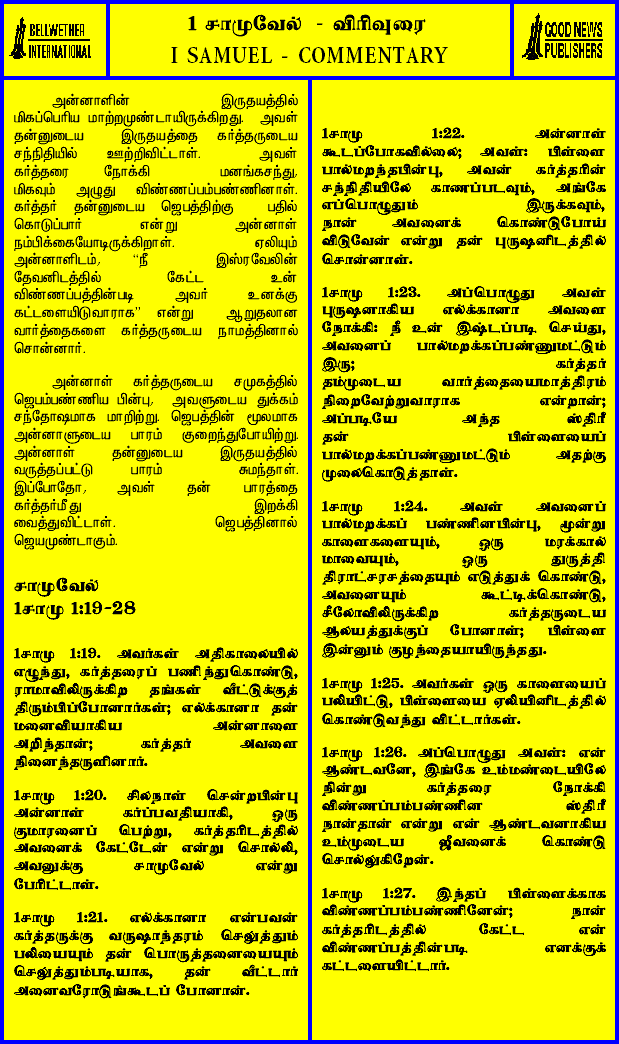 BELLWETHER
INTERNATIONAL
1 சாமுவேல் - விரிவுரை
I SAMUEL - COMMENTARY
GOOD NEWS
PUBLISHERS
அன்னாளின் இருதயத்தில்
மிகப்பெரிய மாற்றமுண்டாயிருக்கிறது. அவள்
தன்னுடைய இருதயத்தை கர்த்தருடைய
சந்நிதியில் ஊற்றிவிட்டாள். அவள்
கர்த்தரை நோக்கி மனங்கசந்து,
மிகவும் அழுது விண்ணப்பம்பண்ணினாள்.
கர்த்தர் தன்னுடைய ஜெபத்திற்கு பதில்
கொடுப்பார் என்று அன்னாள்
நம்பிக்கையோடிருக்கிறாள். ஏலியும்
அன்னாளிடம், “நீ இஸ்ரவேலின்
தேவனிடத்தில் கேட்ட உன்
விண்ணப்பத்தின்படி அவர் உனக்கு
கட்டளையிடுவாராக” என்று ஆறுதலான
வார்த்தைகளை கர்த்தருடைய நாமத்தினால்
சொன்னார்.
அன்னாள் கர்த்தருடைய சமுகத்தில்
ஜெபம்பண்ணிய பின்பு, அவளுடைய துக்கம்
சந்தோஷமாக மாறிற்று. ஜெபத்தின் மூலமாக
அன்னாளுடைய பாரம் குறைந்துபோயிற்று.
அன்னாள் தன்னுடைய இருதயத்தில்
வருத்தப்பட்டு பாரம் சுமந்தாள்.
இப்போதோ, அவள் தன் பாரத்தை
கர்த்தர்மீது இறக்கி
வைத்துவிட்டாள். ஜெபத்தினால்
ஜெயமுண்டாகும்.
சாமுவேல்
1சாமு 1:19-28
1சாமு 1:19. அவர்கள் அதிகாலையில்
எழுந்து, கர்த்தரைப் பணிந்துகொண்டு,
ராமாவிலிருக்கிற தங்கள் வீட்டுக்குத்
திரும்பிப்போனார்கள்; எல்க்கானா தன்
மனைவியாகிய அன்னாளை
அறிந்தான்; கர்த்தர் அவளை
நினைந்தருளினார்.
1சாமு 1:20. சிலநாள் சென்றபின்பு
அன்னாள் கர்ப்பவதியாகி, ஒரு
குமாரனைப் பெற்று, கர்த்தரிடத்தில்
அவனைக் கேட்டேன் என்று சொல்லி,
அவனுக்கு சாமுவேல் என்று
பேரிட்டாள்.
1சாமு 1:21. எல்க்கானா என்பவன்
கர்த்தருக்கு வருஷாந்தரம் செலுத்தும்
பலியையும் தன் பொருத்தனையையும்
செலுத்தும்படியாக, தன் வீட்டார்
அனைவரோடுங்கூடப் போனான்.
1சாமு 1:22. அன்னாள்
கூடப்போகவில்லை; அவள்: பிள்ளை
பால்மறந்தபின்பு, அவன் கர்த்தரின்
சந்நிதியிலே காணப்படவும், அங்கே
எப்பொழுதும் இருக்கவும்,
நான் அவனைக் கொண்டுபோய்
விடுவேன் என்று தன் புருஷனிடத்தில்
சொன்னாள்.
1சாமு 1:23. அப்பொழுது அவள்
புருஷனாகிய எல்க்கானா அவளை
நோக்கி: நீ உன் இஷ்டப்படி செய்து,
அவனைப் பால்மறக்கப்பண்ணுமட்டும்
இரு; கர்த்தர்
தம்முடைய வார்த்தையைமாத்திரம்
நிறைவேற்றுவாராக என்றான்;
அப்படியே அந்த ஸ்திரீ
தன் பிள்ளையைப்
பால்மறக்கப்பண்ணுமட்டும் அதற்கு
முலைகொடுத்தாள்.
1சாமு 1:24. அவள் அவனைப்
பால்மறக்கப் பண்ணினபின்பு, மூன்று
காளைகளையும், ஒரு மரக்கால்
மாவையும், ஒரு துருத்தி
திராட்சரசத்தையும் எடுத்துக் கொண்டு,
அவனையும் கூட்டிக்கொண்டு,
சீலோவிலிருக்கிற கர்த்தருடைய
ஆலயத்துக்குப் போனாள்; பிள்ளை
இன்னும் குழந்தையாயிருந்தது.
1சாமு 1:25. அவர்கள் ஒரு காளையைப்
பலியிட்டு, பிள்ளையை ஏலியினிடத்தில்
கொண்டுவந்து விட்டார்கள்.
1சாமு 1:26. அப்பொழுது அவள்: என்
ஆண்டவனே, இங்கே உம்மண்டையிலே
நின்று கர்த்தரை நோக்கி
விண்ணப்பம்பண்ணின ஸ்திரீ
நான்தான் என்று என் ஆண்டவனாகிய
உம்முடைய ஜீவனைக் கொண்டு
சொல்லுகிறேன்.
1சாமு 1:27. இந்தப் பிள்ளைக்காக
விண்ணப்பம்பண்ணினேன்; நான்
கர்த்தரிடத்தில் கேட்ட என்
விண்ணப்பத்தின்படி எனக்குக்
கட்டளையிட்டார்.